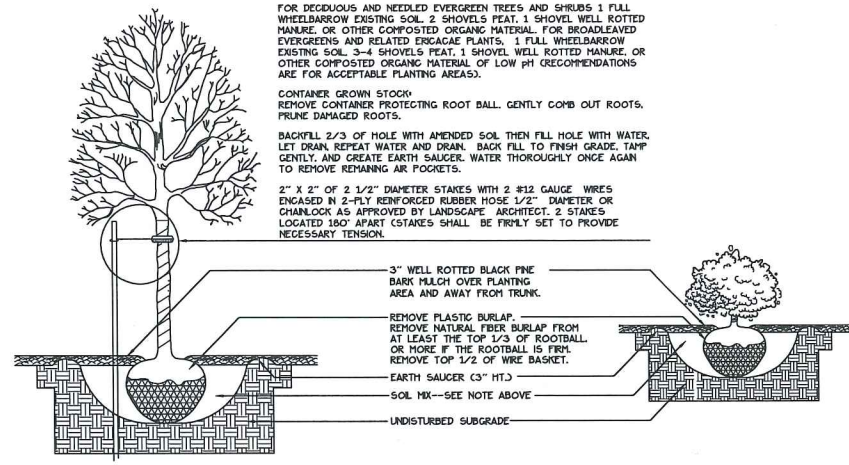 FOR DECIDUOUS AND NEEDLED EVERGREEN TREES AND SHRUBS 1 FULL
WHEELBARROW EXISTING SOIL. 2 SHOVELS PEAT, 1 SHOVEL WELL ROTTED
MANURE, OR OTHER COMPOSTED ORGANIC MATERIAL. FOR BROADLEAVED
EVERGREENS AND RELATED ERICACAE PLANTS, 1 FULL WHEELBARROW
EXISTING SOIL, 3-4 SHOVELS PEAT, 1 SHOVEL WELL ROTTED MANURE, OR
OTHER COMPOSTED ORGANIC MATERIAL OF LOW pH (RECOMMENDATIONS
ARE FOR ACCEPTABLE PLANTING AREAS).
CONTAINER GROWN STOCK:
REMOVE CONTAINER PROTECTING ROOT BALL. GENTLY COMB OUT ROOTS.
PRUNE DAMAGED ROOTS.
BACKFILL 2/3 OF HOLE WITH AMENDED SOIL THEN FILL HOLE WITH WATER,
LET DRAIN, REPEAT WATER AND DRAIN. BACK FILL TO FINISH GRADE, TAMP
GENTLY, AND CREATE EARTH SAUCER. WATER THOROUGHLY ONCE AGAIN
TO REMOVE REMAINING AIR POCKETS.
2" X 2" OF 2 1/2" DIAMETER STAKES WITH 2 #12 GAUGE WIRES
ENCASED IN 2-PLY REINFORCED RUBBER HOSE 1/2" DIAMETER OR
CHAINLOCK AS APPROVED BY LANDSCAPE ARCHITECT. 2 STAKES
LOCATED 180° APART (STAKES SHALL BE FIRMLY SET TO PROVIDE
NECESSARY TENSION.
3" WELL ROTTED BLACK PINE
BARK MULCH OVER PLANTING
AREA AND AWAY FROM TRUNK.
REMOVE PLASTIC BURLAP.
REMOVE NATURAL FIBER BURLAP FROM
AT LEAST THE TOP 1/3 OF ROOTBALL.
OR MORE IF THE ROOTBALL IS FIRM.
REMOVE TOP 1/2 OF WIRE BASKET.
EARTH SAUCER (3" HT.)
SOIL MIX--SEE NOTE ABOVE
UNDISTURBED SUBGRADE